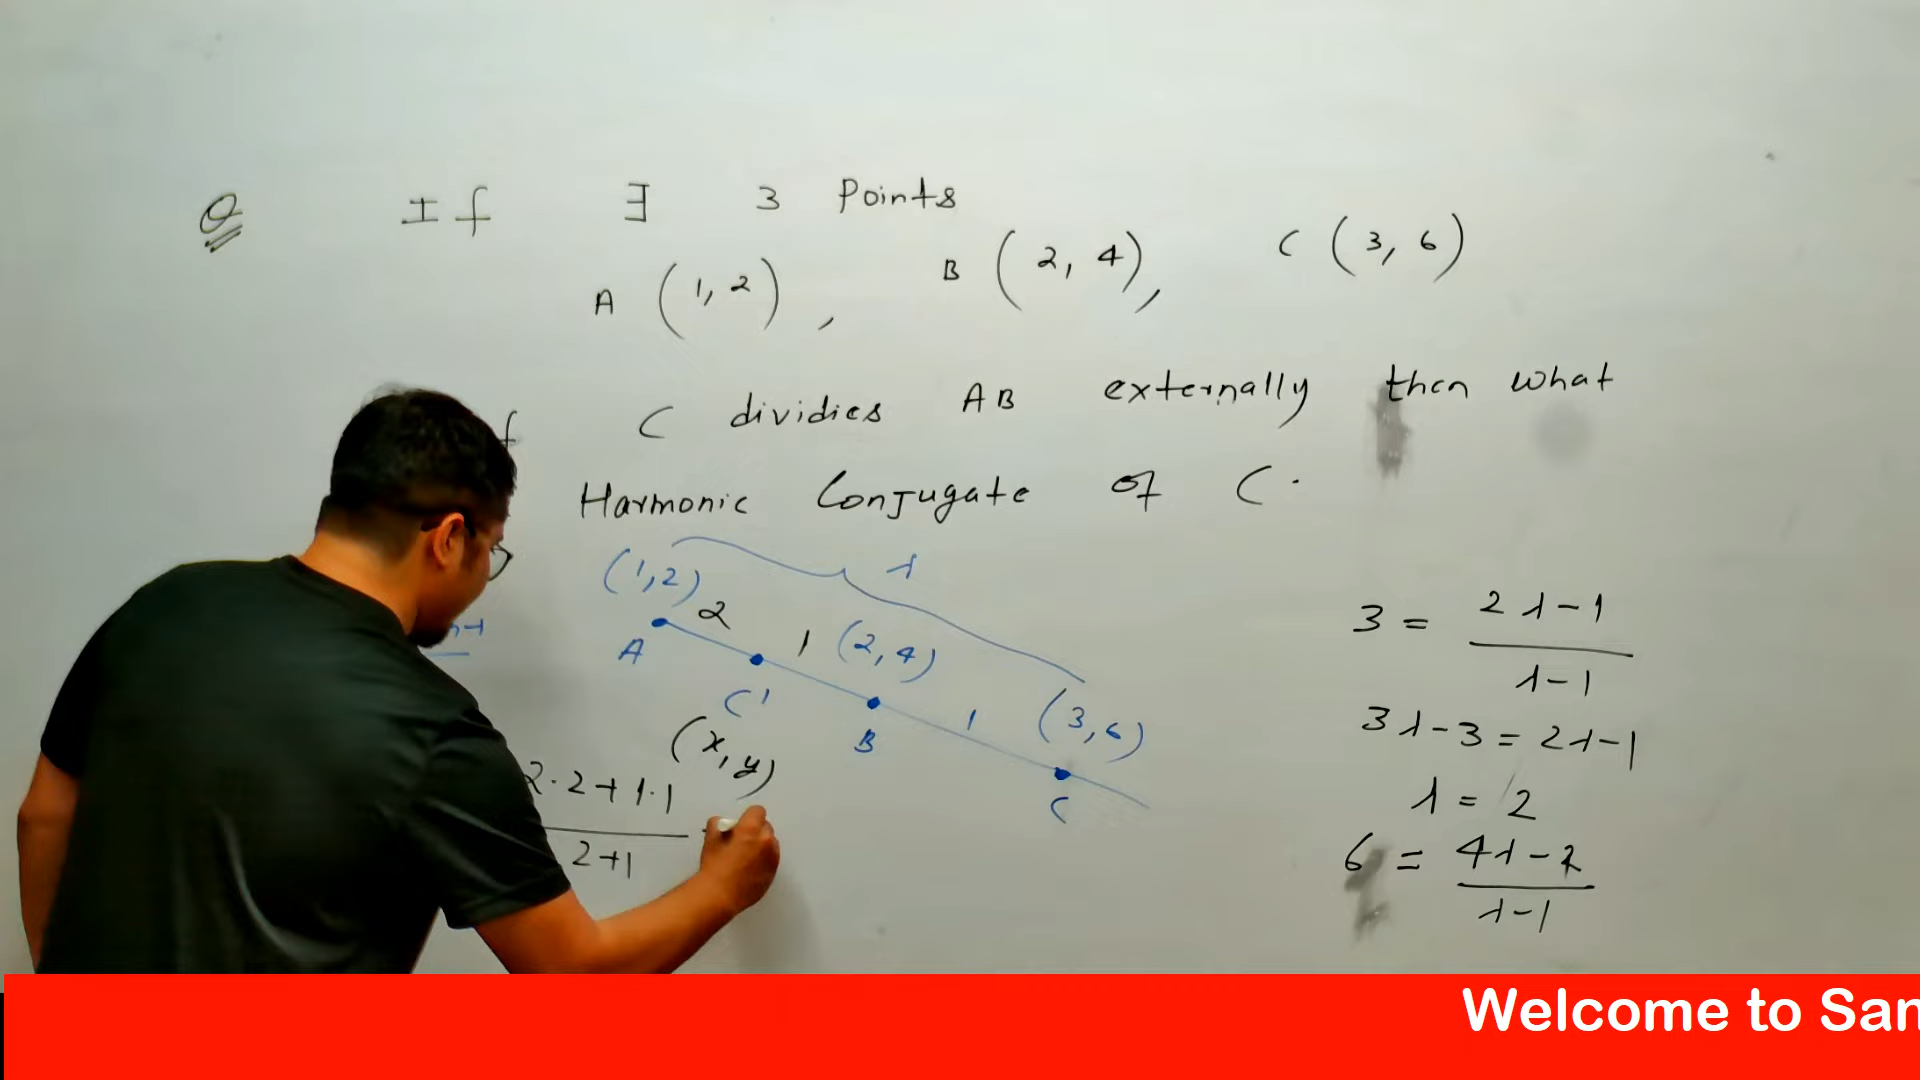 Q If ∃ 3 Points
A (1, 2), B (2, 4), C (3, 6)
f C dividies AB externally then what
Harmonic Conjugate of C.
(1,2) λ
A 2 C' 1 (2, 4) B 1 (3, 6) C
(x, y)
2·2+1·1
2+1
3 = 2λ-1
λ-1
3λ-3 = 2λ-1
λ = 2
6 = 4λ-2
λ-1
Welcome to San